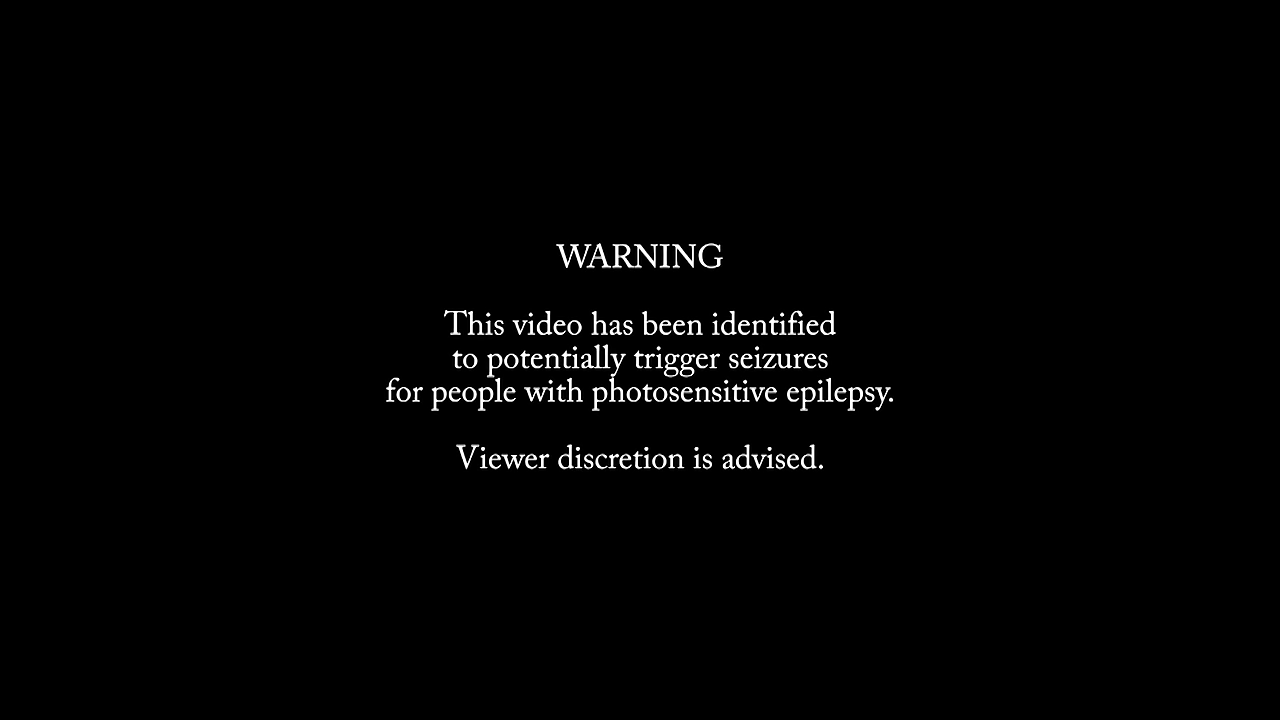 WARNING
This video has been identified
to potentially trigger seizures
for people with photosensitive epilepsy.
Viewer discretion is advised.